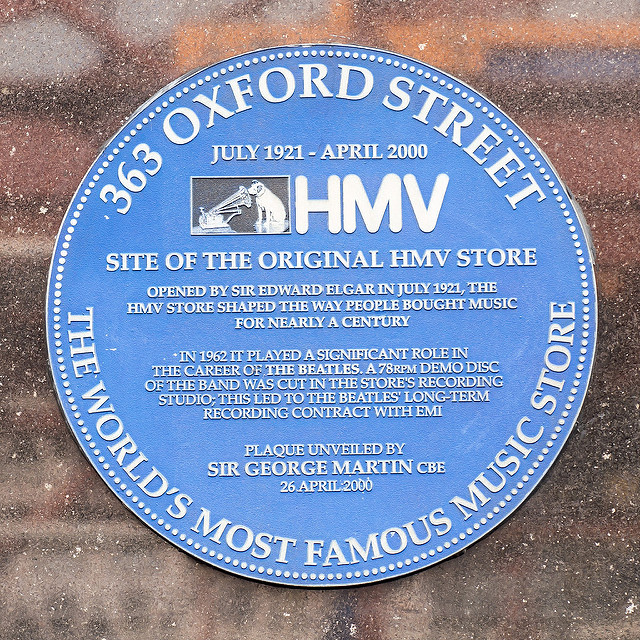 363 OXFORD STREET
JULY 1921 - APRIL 2000
HMV
SITE OF THE ORIGINAL HMV STORE
OPENED BY SIR EDWARD ELGAR IN JULY 1921, THE
HMV STORE SHAPED THE WAY PEOPLE BOUGHT MUSIC
FOR NEARLY A CENTURY
IN 1962 IT PLAYED A SIGNIFICANT ROLE IN
THE CAREER OF THE BEATLES. A 78RPM DEMO DISC
OF THE BAND WAS CUT IN THE STORE'S RECORDING
STUDIO; THIS LED TO THE BEATLES' LONG-TERM
RECORDING CONTRACT WITH EMI
PLAQUE UNVEILED BY
SIR GEORGE MARTIN CBE
26 APRIL 2000
THE WORLD'S MOST FAMOUS MUSIC STORE